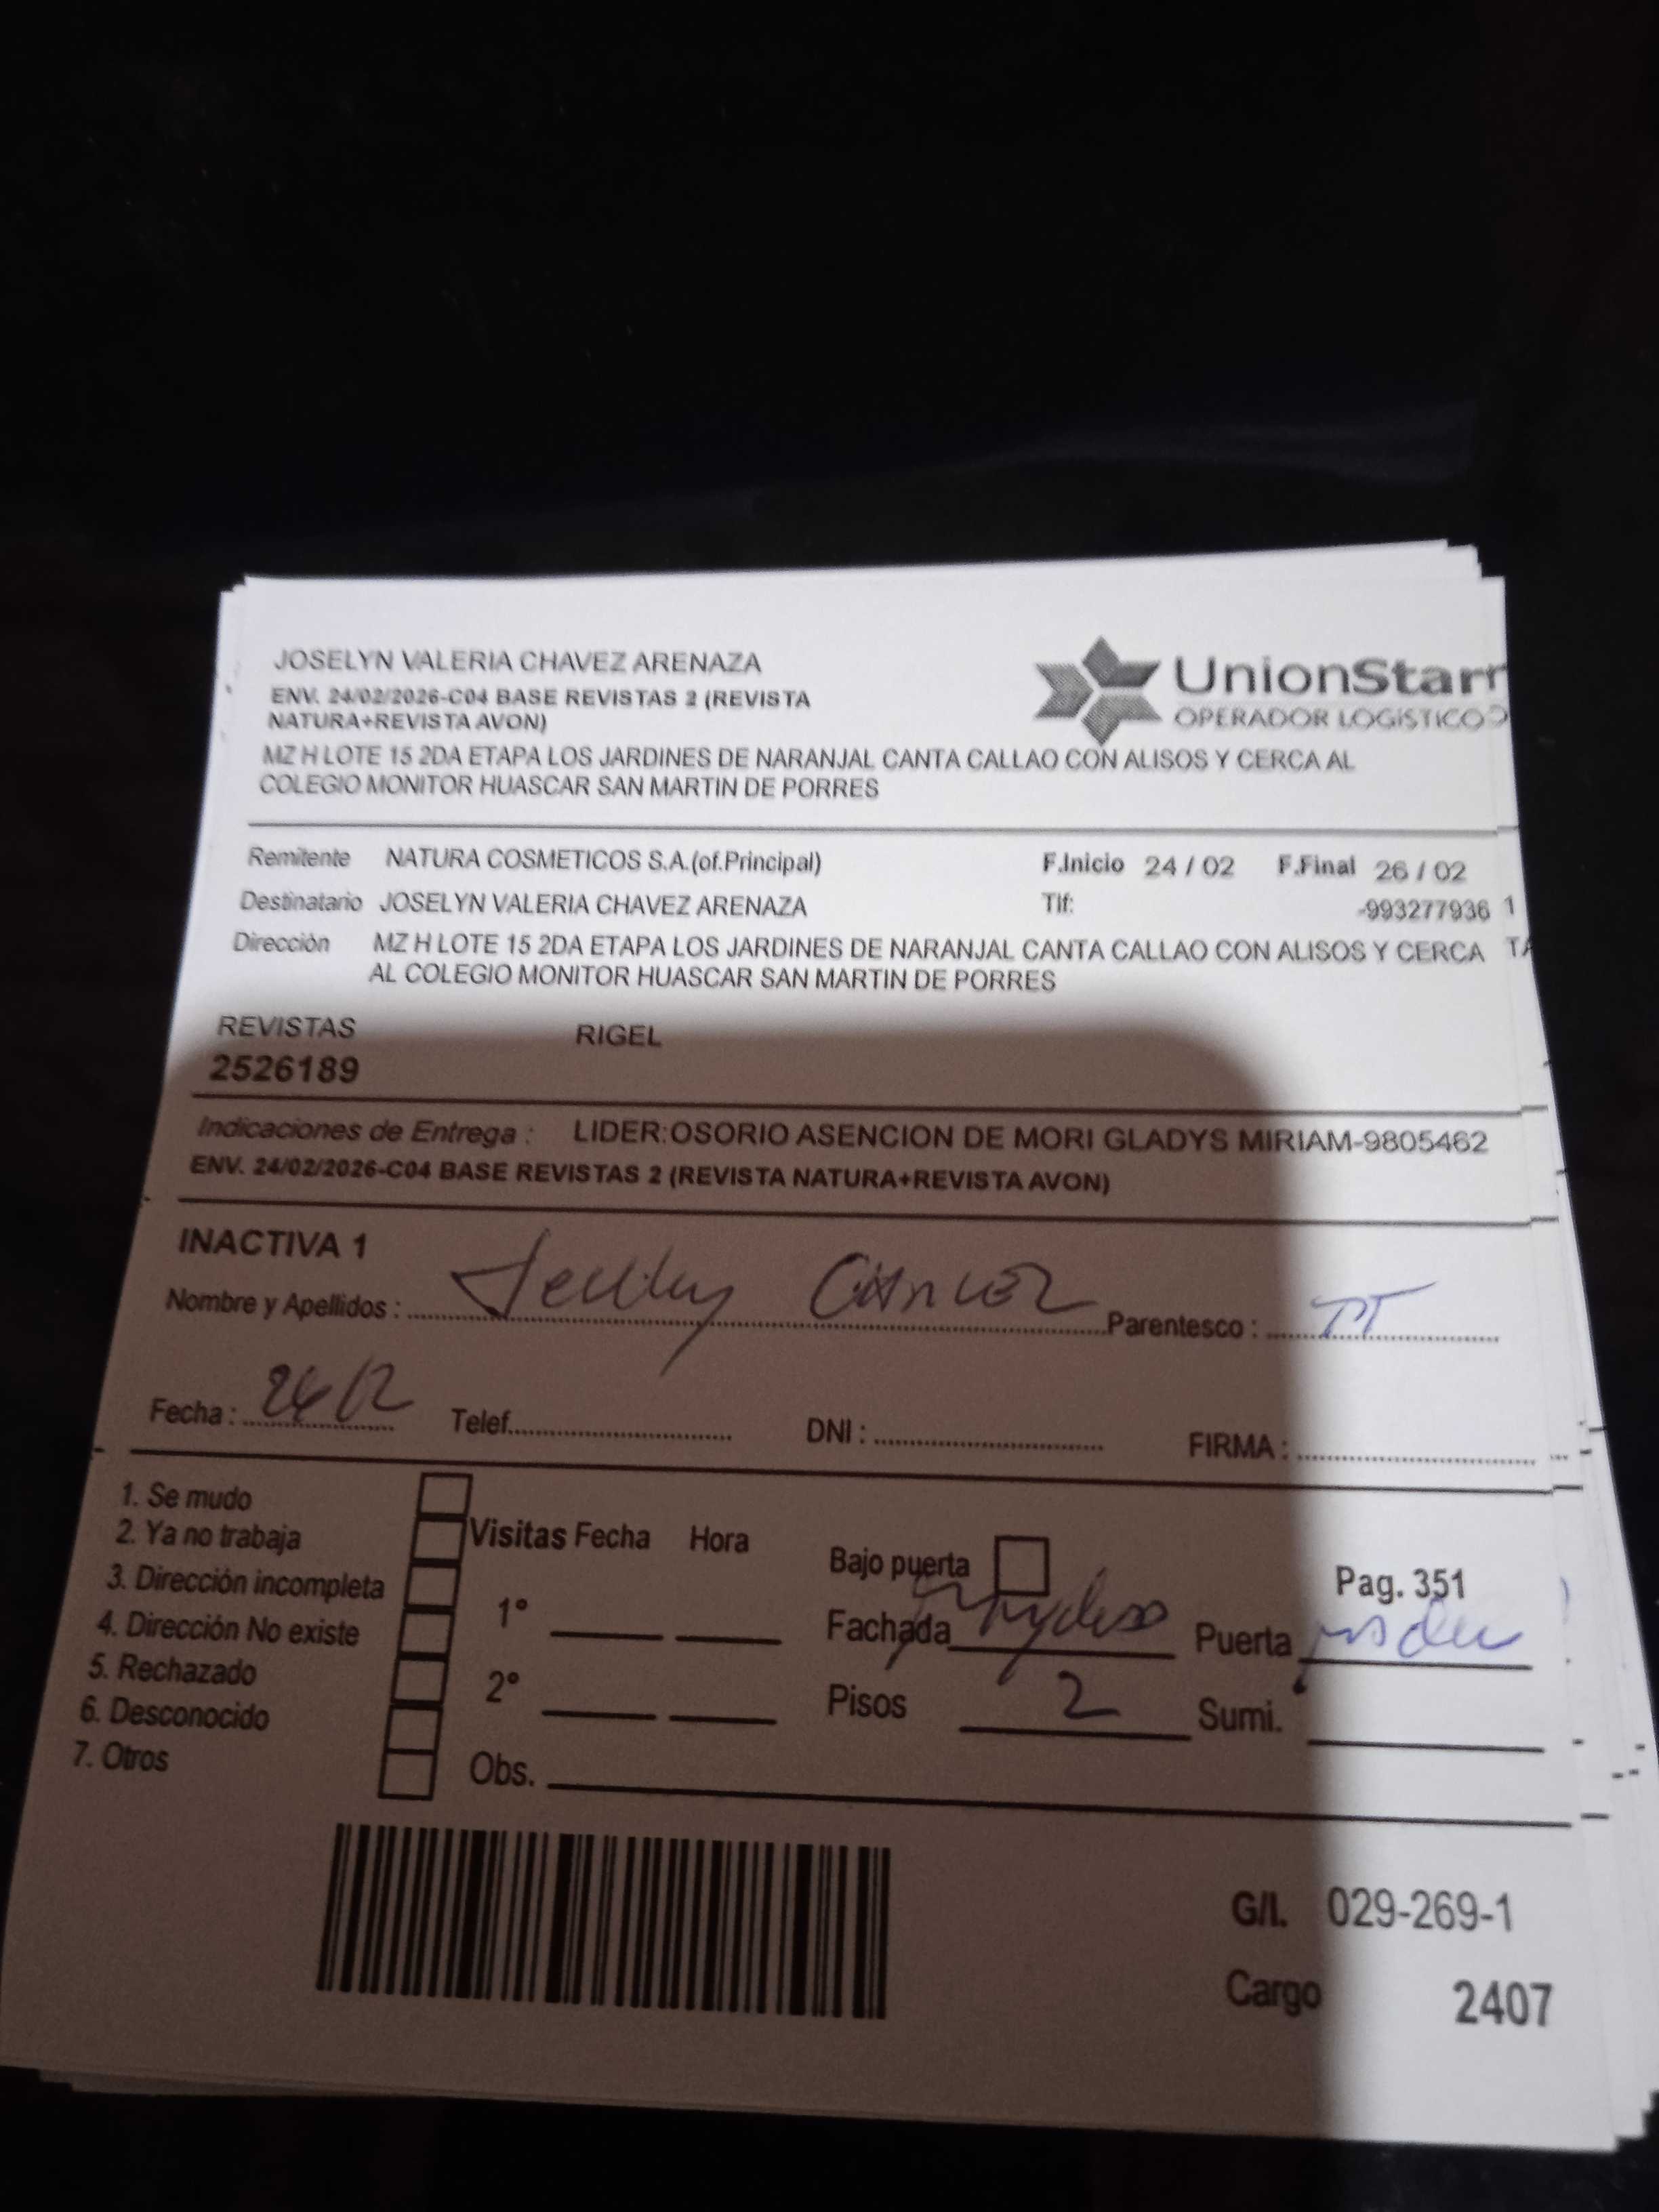 JOSELYN VALERIA CHAVEZ ARENAZA
ENV. 24/02/2026-C04 BASE REVISTAS 2 (REVISTA
NATURA+REVISTA AVON)
UnionStarr
OPERADOR LOGÍSTICO
MZ H LOTE 15 2DA ETAPA LOS JARDINES DE NARANJAL CANTA CALLAO CON ALISOS Y CERCA AL
COLEGIO MONITOR HUASCAR SAN MARTIN DE PORRES
Remitente NATURA COSMETICOS S.A.(of.Principal) F.Inicio 24 / 02 F.Final 26 / 02
Destinatario JOSELYN VALERIA CHAVEZ ARENAZA Tlf: -993277936 1
Dirección MZ H LOTE 15 2DA ETAPA LOS JARDINES DE NARANJAL CANTA CALLAO CON ALISOS Y CERCA TA
AL COLEGIO MONITOR HUASCAR SAN MARTIN DE PORRES
REVISTAS RIGEL
2526189
Indicaciones de Entrega : LIDER:OSORIO ASENCION DE MORI GLADYS MIRIAM-9805462
ENV. 24/02/2026-C04 BASE REVISTAS 2 (REVISTA NATURA+REVISTA AVON)
INACTIVA 1
Nombre y Apellidos : Parentesco : TT
Fecha : 26/2 Telef. DNI : FIRMA :
1. Se mudo
2. Ya no trabaja
3. Dirección incompleta
4. Dirección No existe
5. Rechazado
6. Desconocido
7. Otros
Visitas Fecha Hora
1°
2°
Obs.
Bajo puerta
Pag. 351
Fachada Puerta
Pisos 2 Sumi.
G/I. 029-269-1
Cargo 2407